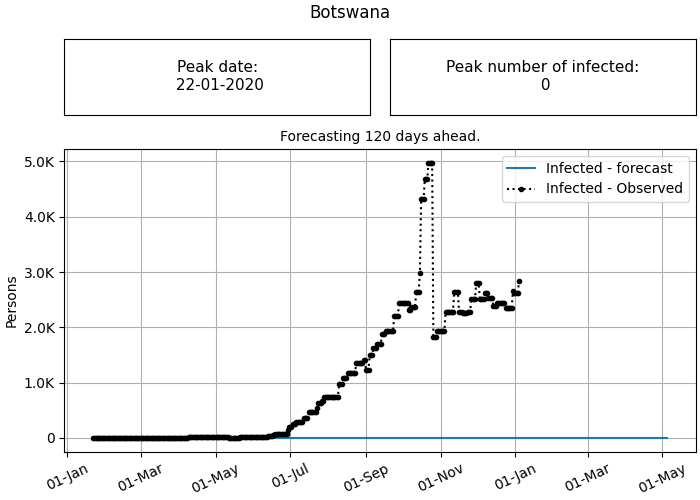 Botswana
Peak date:
22-01-2020
Peak number of infected:
0
Forecasting 120 days ahead.
Infected - forecast
Infected - Observed
5.0K
4.0K
3.0K
2.0K
1.0K
0
Persons
01-Jan
01-Mar
01-May
01-Jul
01-Sep
01-Nov
01-Jan
01-Mar
01-May